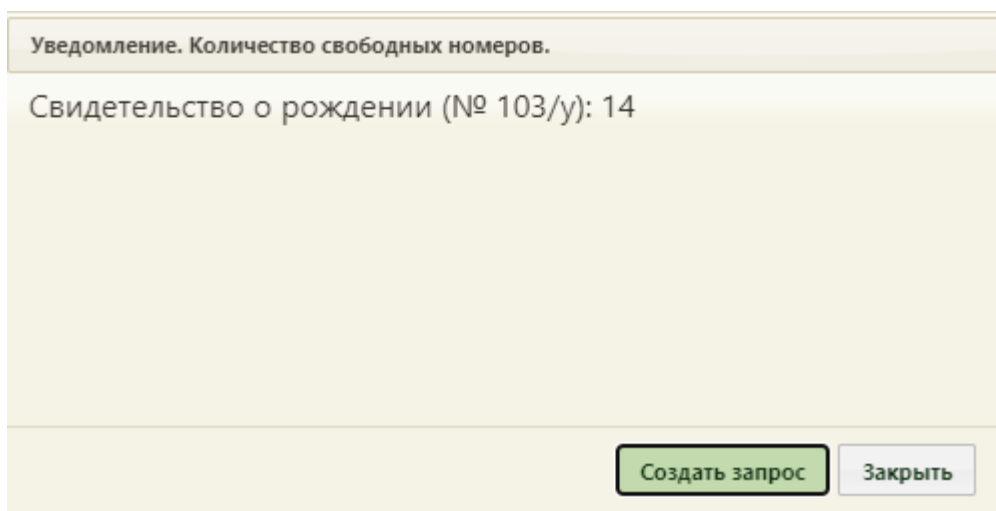 Уведомление. Количество свободных номеров.
Свидетельство о рождении (№ 103/у): 14
Создать запрос Закрыть